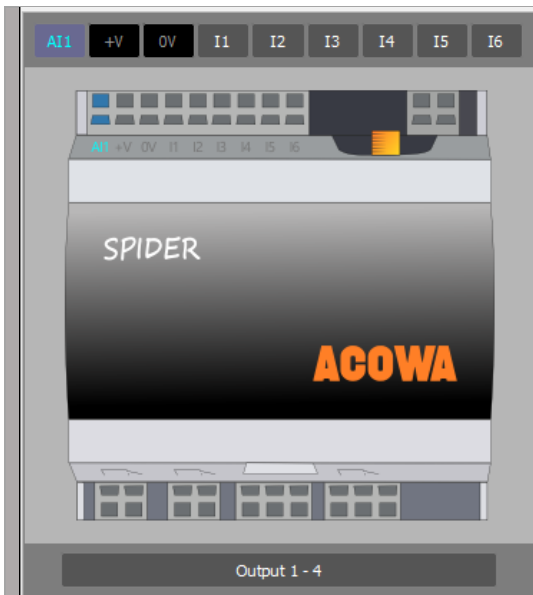 AI1 +V 0V I1 I2 I3 I4 I5 I6
AI1 +V 0V I1 I2 I3 I4 I5 I6
SPIDER
ACOWA
Output 1 - 4